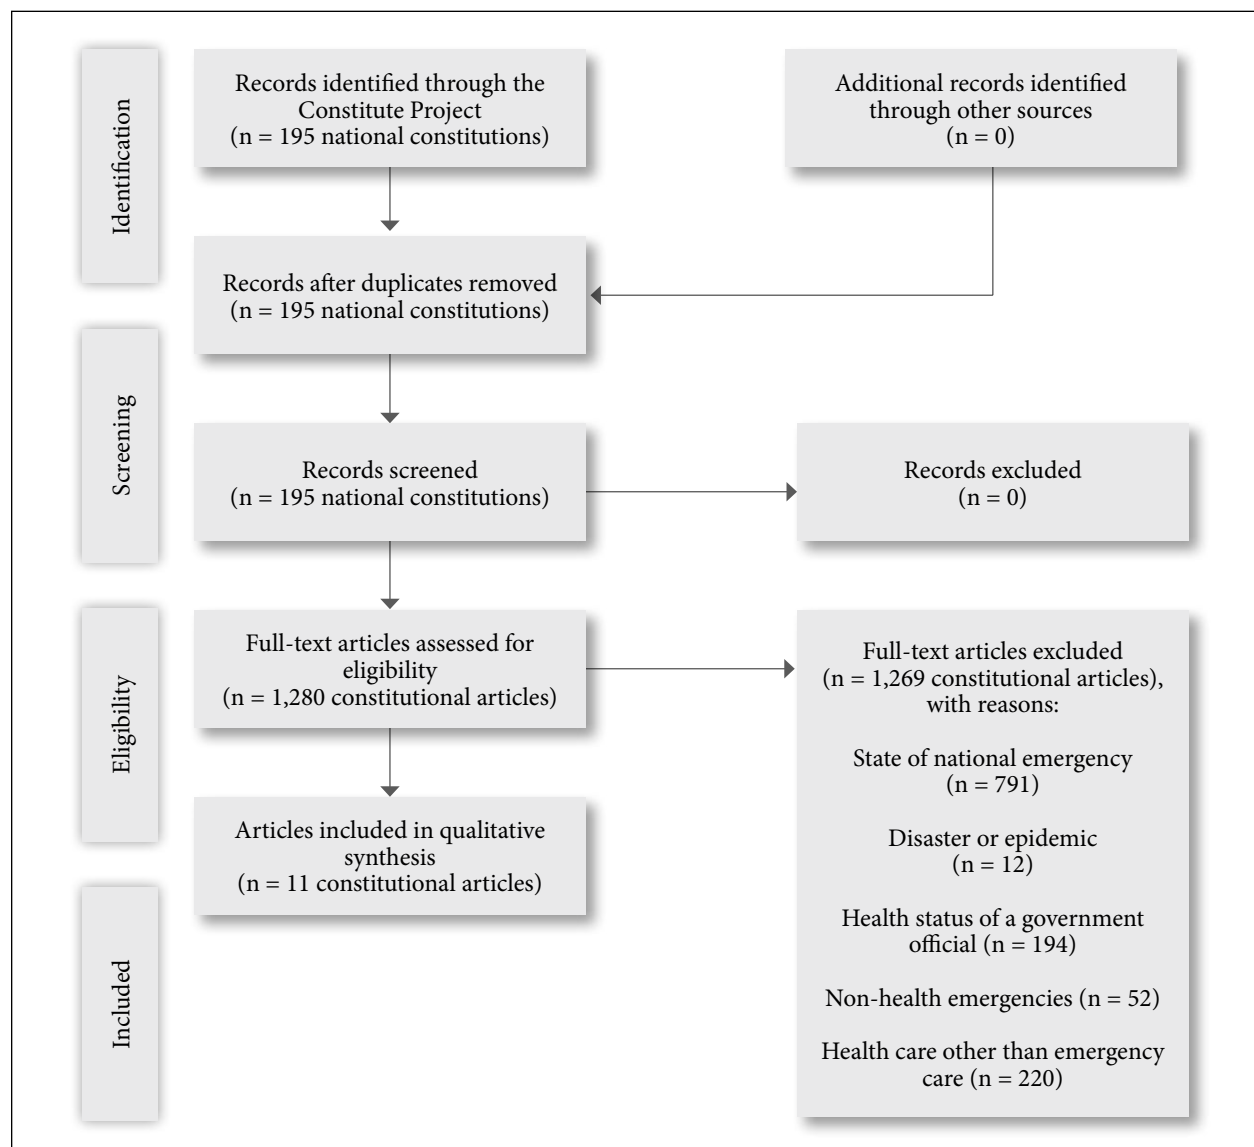 Identification
Records identified through the
Constitute Project
(n = 195 national constitutions)
Additional records identified
through other sources
(n = 0)
Records after duplicates removed
(n = 195 national constitutions)
Screening
Records screened
(n = 195 national constitutions)
Records excluded
(n = 0)
Eligibility
Full-text articles assessed for
eligibility
(n = 1,280 constitutional articles)
Full-text articles excluded
(n = 1,269 constitutional articles),
with reasons:
State of national emergency
(n = 791)
Disaster or epidemic
(n = 12)
Health status of a government
official (n = 194)
Non-health emergencies (n = 52)
Health care other than emergency
care (n = 220)
Articles included in qualitative
synthesis
(n = 11 constitutional articles)
Included